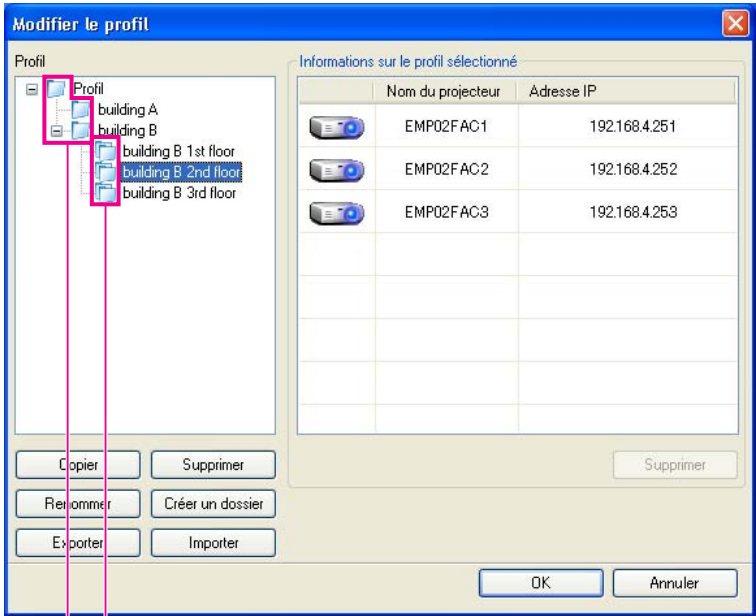 Modifier le profil
Profil
Profil
building A
building B
building B 1st floor
building B 2nd floor
building B 3rd floor
Copier
Supprimer
Renommer
Créer un dossier
Exporter
Importer
Informations sur le profil sélectionné
Nom du projecteur Adresse IP
EMP02FAC1 192.168.4.251
EMP02FAC2 192.168.4.252
EMP02FAC3 192.168.4.253
Supprimer
OK
Annuler